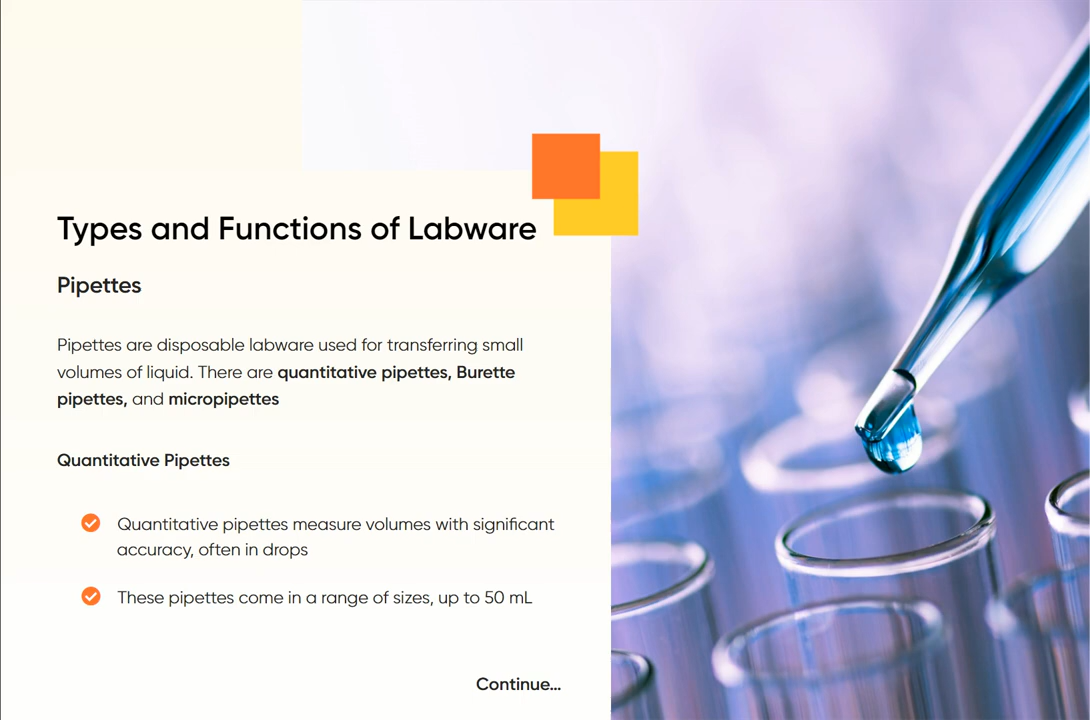 Types and Functions of Labware
Pipettes
Pipettes are disposable labware used for transferring small
volumes of liquid. There are quantitative pipettes, Burette
pipettes, and micropipettes
Quantitative Pipettes
Quantitative pipettes measure volumes with significant
accuracy, often in drops
These pipettes come in a range of sizes, up to 50 mL
Continue...